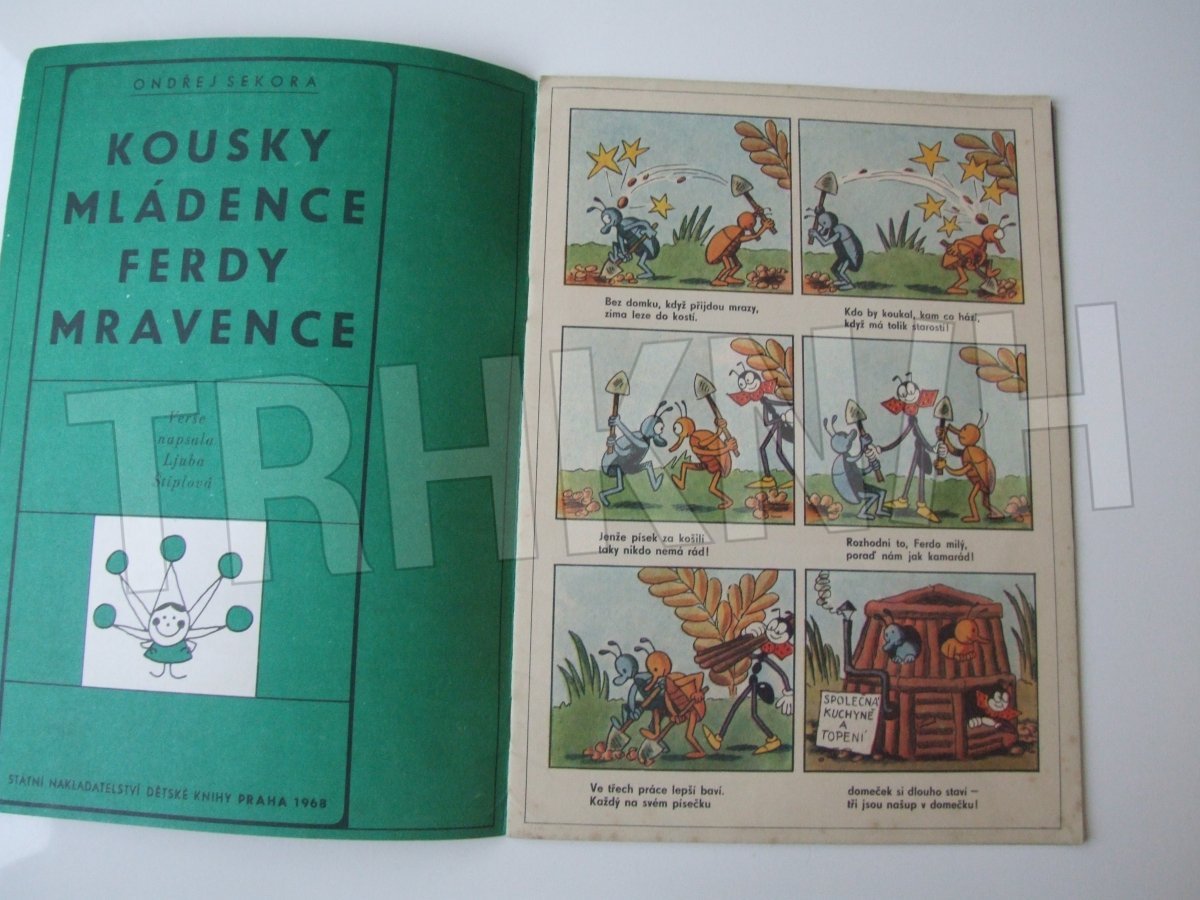 ONDŘEJ SEKORA
KOUSKY
MLÁDENCE
FERDY
MRAVENCE
Verše
napsala
Ljuba
Štiplová
STÁTNÍ NAKLADATELSTVÍ DĚTSKÉ KNIHY PRAHA 1968
Bez domku, když přijdou mrazy,
zima leze do kostí.
Kdo by koukal, kam co hází,
když má tolik starostí!
Jenže písek za košili
taky nikdo nemá rád!
Rozhodni to, Ferdo milý,
poraď nám jak kamarád!
SPOLEČNÁ
KUCHYNĚ
A
TOPENÍ
Ve třech práce lepší baví.
Každý na svém písečku
domeček si dlouho staví –
tři jsou našup v domečku!
TRHKNIH